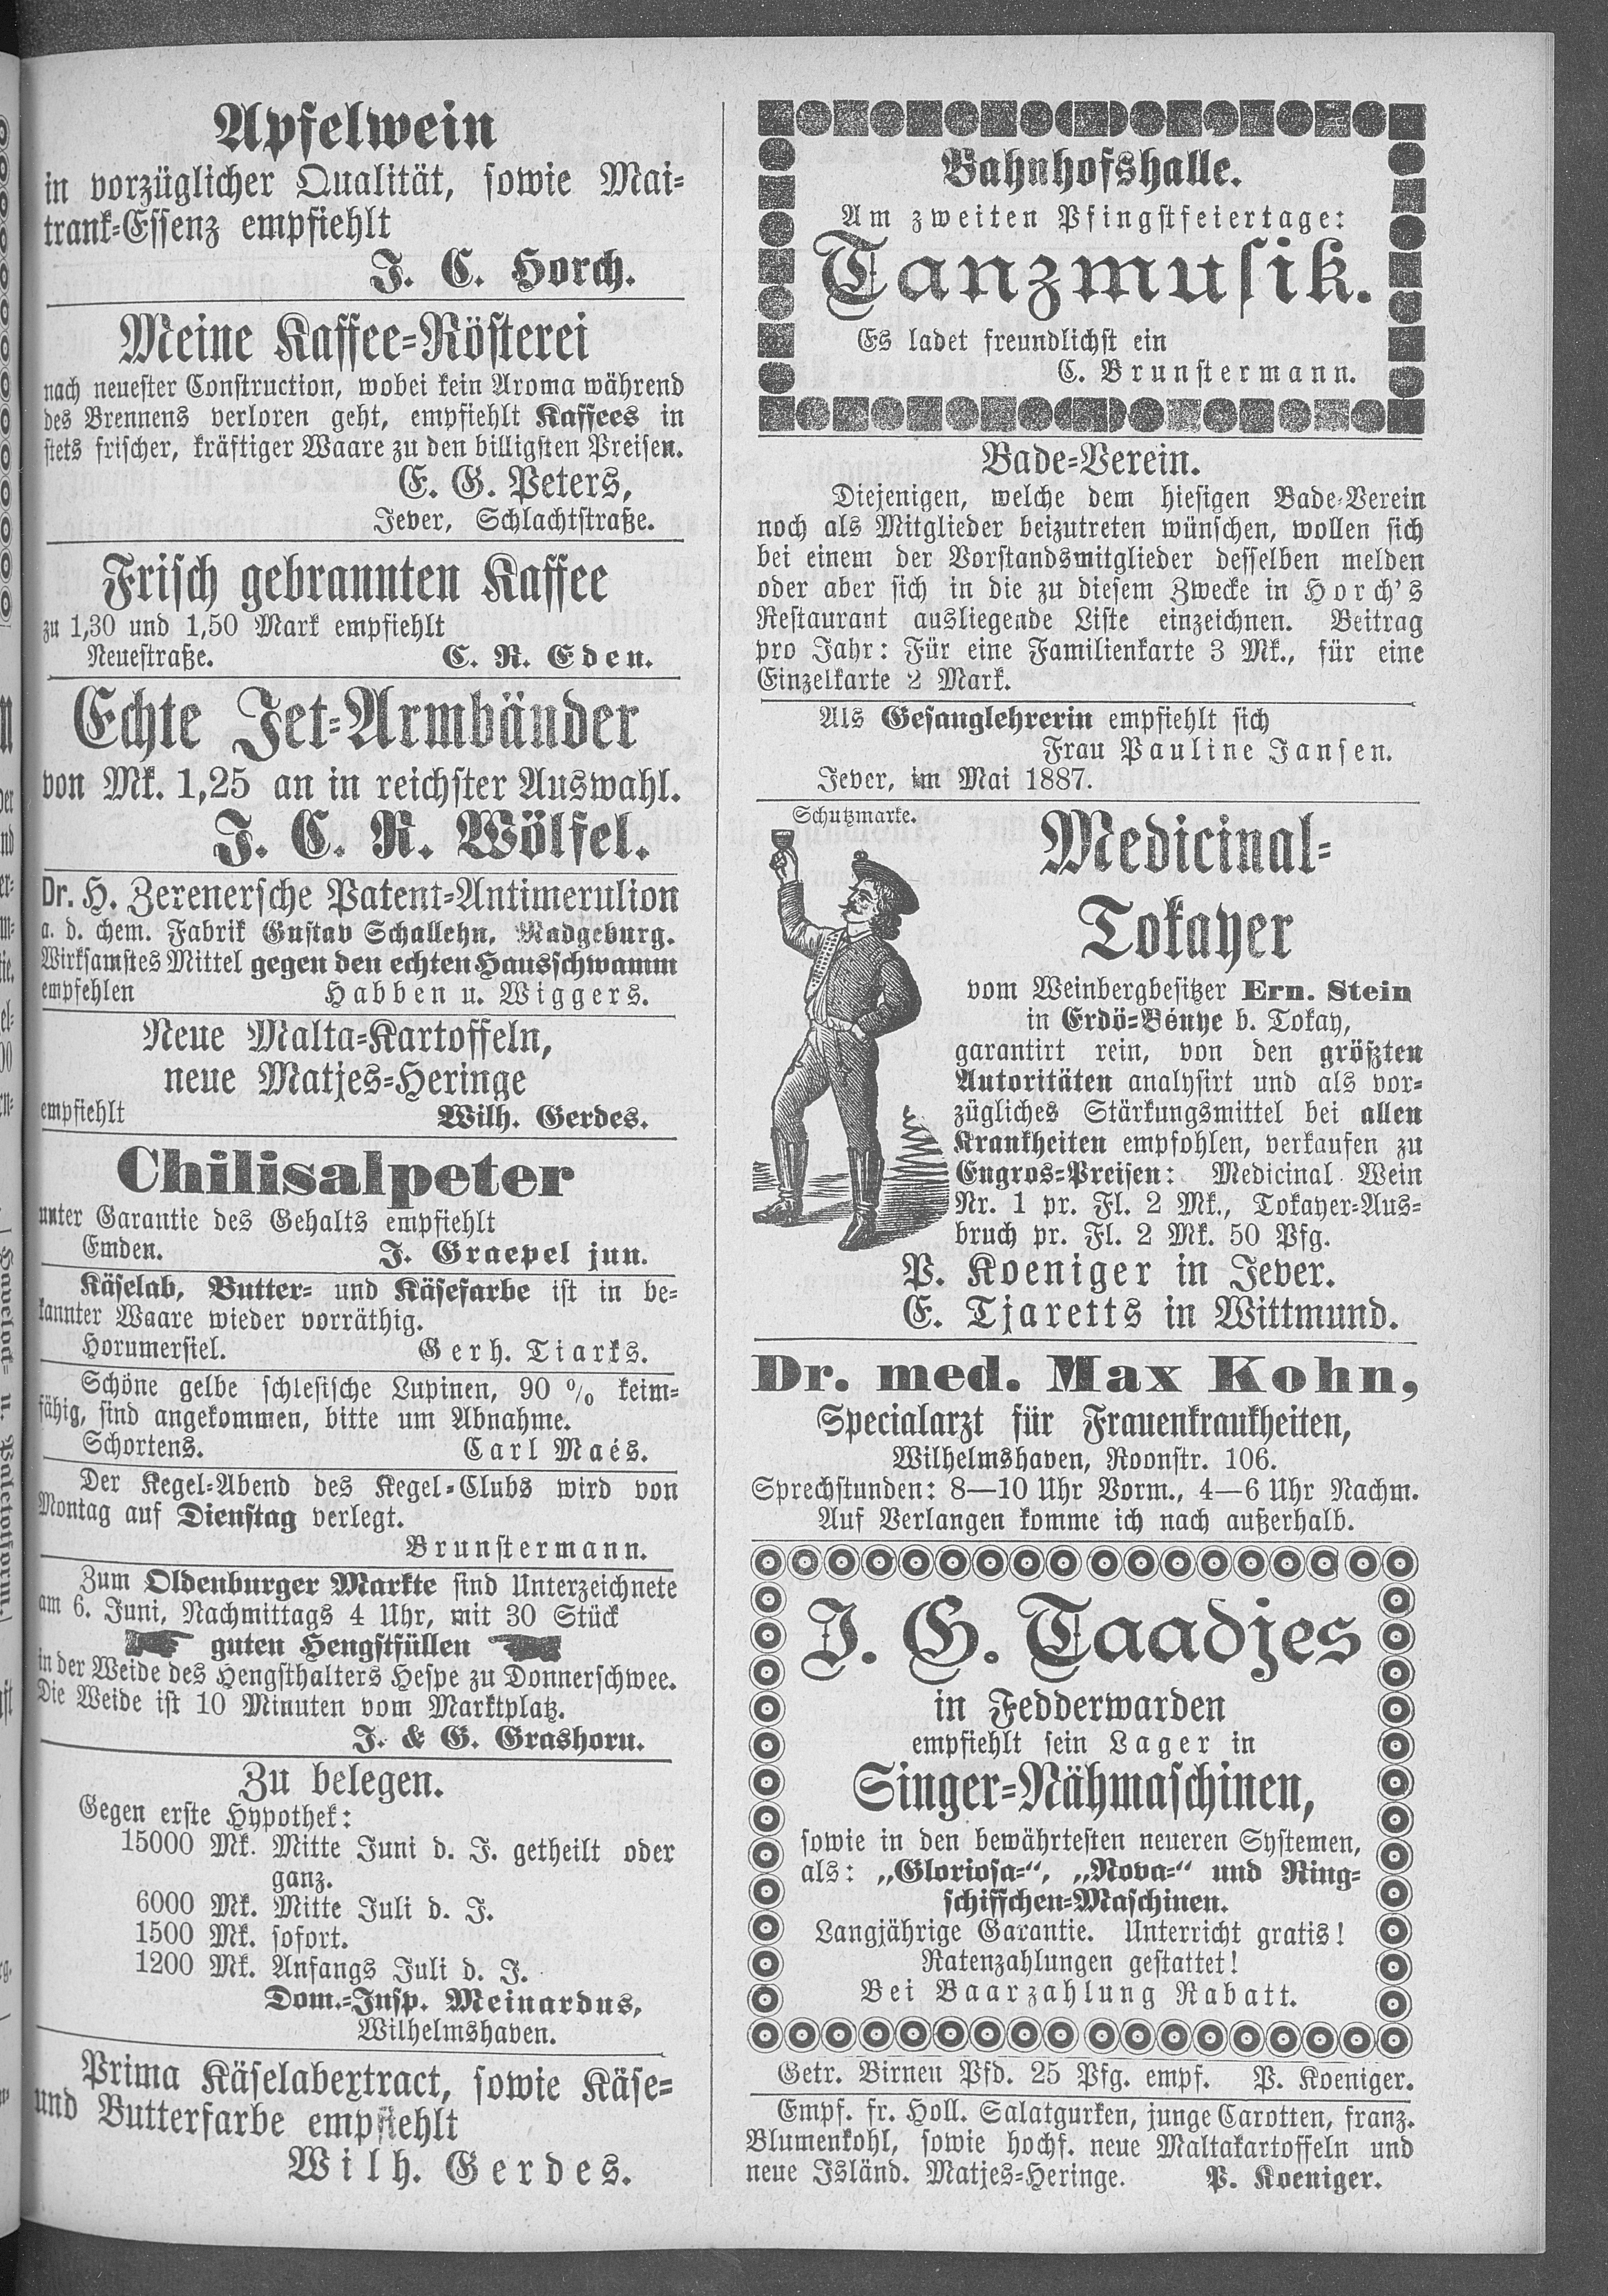 Apfelwein
in vorzüglicher Qualität, sowie Mai-
trank-Essenz empfiehlt
J. C. Horch.
Meine Kaffee-Rösterei
nach neuester Construction, wobei kein Aroma während
des Brennens verloren geht, empfiehlt Kaffees in
stets frischer, kräftiger Waare zu den billigsten Preisen.
E. G. Peters,
Jever, Schlachtstraße.
Frisch gebrannten Kaffee
zu 1,30 und 1,50 Mark empfiehlt
Neuestraße. C. R. Eden.
Echte Jet-Armbänder
von Mk. 1,25 an in reichster Auswahl.
J. C. R. Wölfel.
Dr. H. Zerenersche Patent-Antimerulion
a. d. chem. Fabrik Gustav Schallehn, Madgeburg.
Wirksamstes Mittel gegen den echten Hausschwamm
empfehlen Habben u. Wiggers.
Neue Malta-Kartoffeln,
neue Matjes-Heringe
empfiehlt Wilh. Gerdes.
Chilisalpeter
unter Garantie des Gehalts empfiehlt
Emden. J. Graepel jun.
Käselab, Butter- und Käsefarbe ist in be-
kannter Waare wieder vorräthig.
Horumersiel. Gerh. Tiarks.
Schöne gelbe schlesische Lupinen, 90 % keim-
fähig, sind angekommen, bitte um Abnahme.
Schortens. Carl Maés.
Der Kegel-Abend des Kegel-Clubs wird von
Montag auf Dienstag verlegt.
Brunstermann.
Zum Oldenburger Markte sind Unterzeichnete
am 6. Juni, Nachmittags 4 Uhr, mit 30 Stück
guten Hengstfüllen
in der Weide des Hengsthalters Hespe zu Donnerschwee.
Die Weide ist 10 Minuten vom Marktplatz.
J. & G. Grashorn.
Zu belegen.
Gegen erste Hypothek:
15000 Mk. Mitte Juni d. J. getheilt oder
ganz.
6000 Mk. Mitte Juli d. J.
1500 Mk. sofort.
1200 Mk. Anfangs Juli d. J.
Dom.-Insp. Meinardus,
Wilhelmshaven.
Prima Käselabextract, sowie Käse-
und Butterfarbe empfiehlt
Wilh. Gerdes.
Bahnhofshalle.
Am zweiten Pfingstfeiertage:
Tanzmusik.
Es ladet freundlichst ein
C. Brunstermann.
Bade-Verein.
Diejenigen, welche dem hiesigen Bade-Verein
noch als Mitglieder beizutreten wünschen, wollen sich
bei einem der Vorstandsmitglieder desselben melden
oder aber sich in die zu diesem Zwecke in Horch's
Restaurant ausliegende Liste einzeichnen. Beitrag
pro Jahr: Für eine Familienkarte 3 Mk., für eine
Einzelkarte 2 Mark.
Als Gesanglehrerin empfiehlt sich
Frau Pauline Jansen.
Jever, im Mai 1887.
Schutzmarke.
Medicinal-
Tokayer
vom Weinbergbesitzer Ern. Stein
in Erdö-Bénye b. Tokay,
garantirt rein, von den größten
Autoritäten analysirt und als vor-
zügliches Stärkungsmittel bei allen
Krankheiten empfohlen, verkaufen zu
Engros-Preisen: Medicinal Wein
Nr. 1 pr. Fl. 2 Mk., Tokayer-Aus-
bruch pr. Fl. 2 Mk. 50 Pfg.
P. Koeniger in Jever.
E. Tjaretts in Wittmund.
Dr. med. Max Kohn,
Specialarzt für Frauenkrankheiten,
Wilhelmshaven, Roonstr. 106.
Sprechstunden: 8—10 Uhr Vorm., 4—6 Uhr Nachm.
Auf Verlangen komme ich nach außerhalb.
J. G. Taadjes
in Fedderwarden
empfiehlt sein Lager in
Singer-Nähmaschinen,
sowie in den bewährtesten neueren Systemen,
als: „Gloriosa-“, „Nova-“ und Ring-
schiffchen-Maschinen.
Langjährige Garantie. Unterricht gratis!
Ratenzahlungen gestattet!
Bei Baarzahlung Rabatt.
Getr. Birnen Pfd. 25 Pfg. empf. P. Koeniger.
Empf. fr. Holl. Salatgurken, junge Carotten, franz.
Blumenkohl, sowie hochf. neue Maltakartoffeln und
neue Isländ. Matjes-Heringe. P. Koeniger.